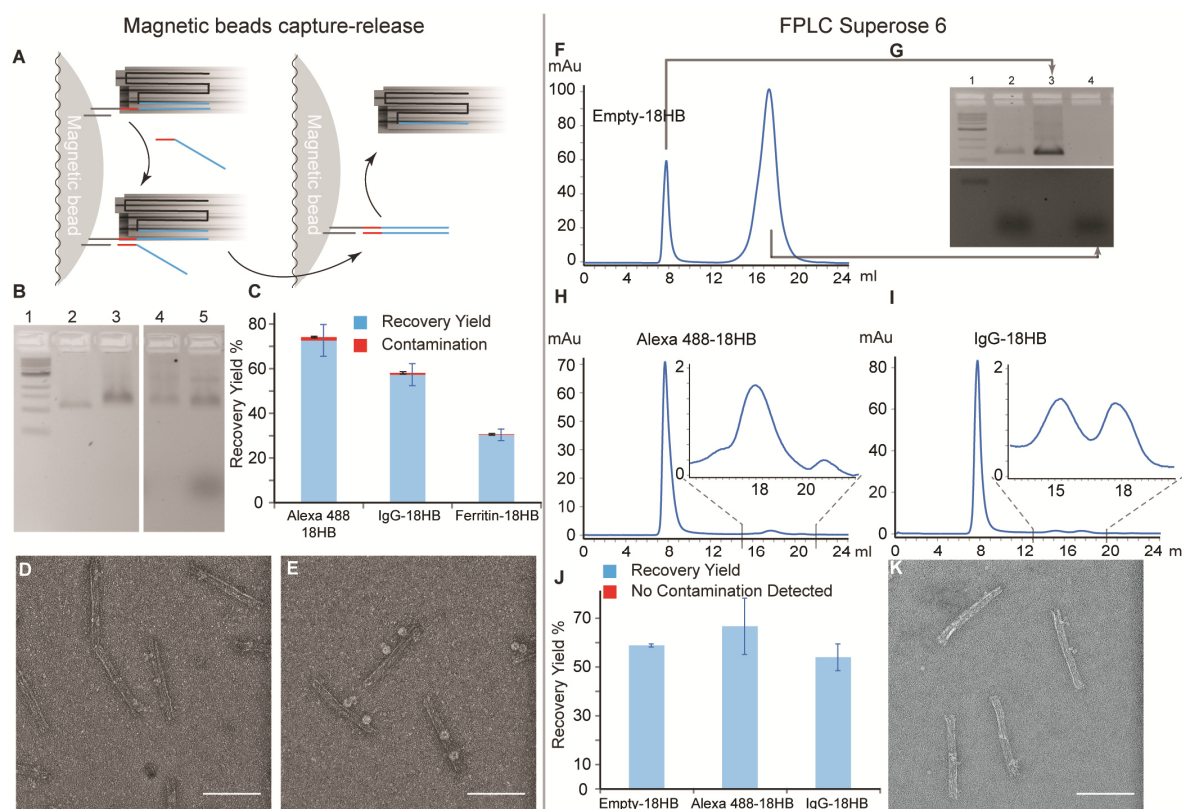 Magnetic beads capture-release
FPLC Superose 6
A
Magnetic bead
Magnetic bead
B
1 2 3 4 5
C
Recovery Yield %
80
60
40
20
0
Recovery Yield
Contamination
Alexa 488
18HB
IgG-18HB
Ferritin-18HB
D
E
F
mAu
100
80
60
40
20
0
Empty-18HB
0 4 8 12 16 20 24 ml
G
1 2 3 4
H
mAu
70
60
50
40
30
20
10
0
Alexa 488-18HB
2
0
18 20
0 4 8 12 16 20 24 ml
I
mAu
80
60
40
20
0
IgG-18HB
2
0
15 18
0 4 8 12 16 20 24 m
J
Recovery Yield
No Contamination Detected
Recovery Yield %
70
50
30
10
0
Empty-18HB
Alexa 488-18HB
IgG-18HB
K